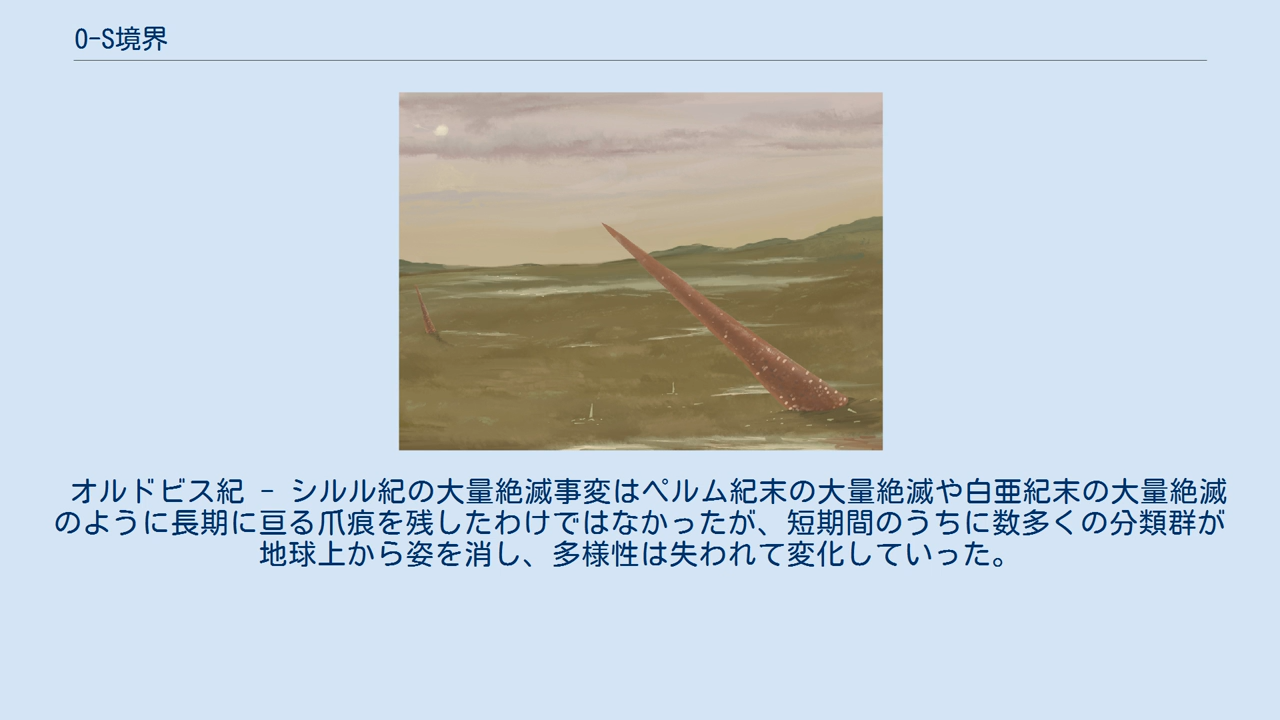 O-S境界
オルドビス紀 - シルル紀の大量絶滅事変はペルム紀末の大量絶滅や白亜紀末の大量絶滅
のように長期に亘る爪痕を残したわけではなかったが、短期間のうちに数多くの分類群が
地球上から姿を消し、多様性は失われて変化していった。